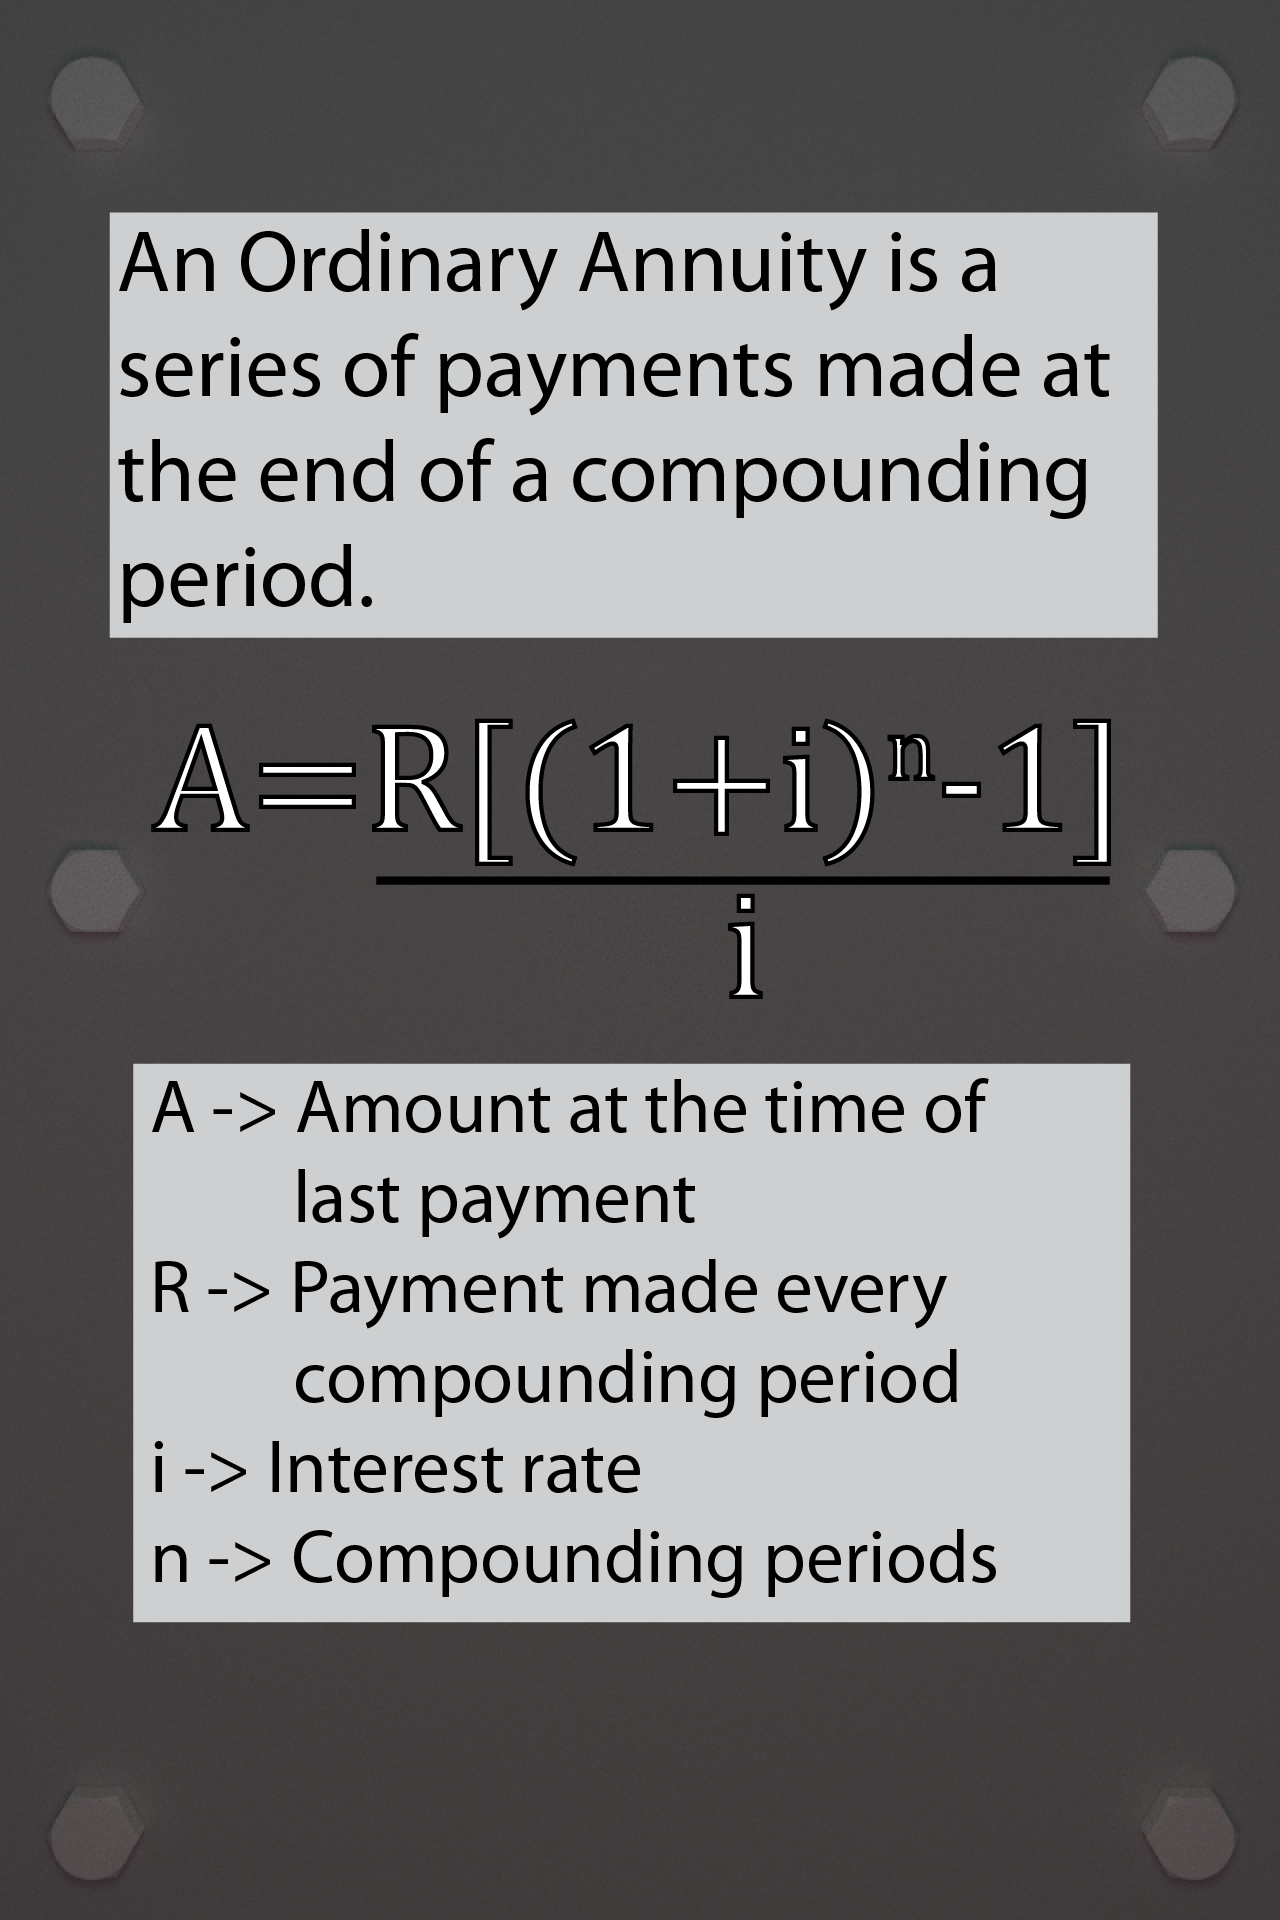 An Ordinary Annuity is a
series of payments made at
the end of a compounding
period.
A=R[(1+i)ⁿ-1]
i
A -> Amount at the time of
last payment
R -> Payment made every
compounding period
i -> Interest rate
n -> Compounding periods